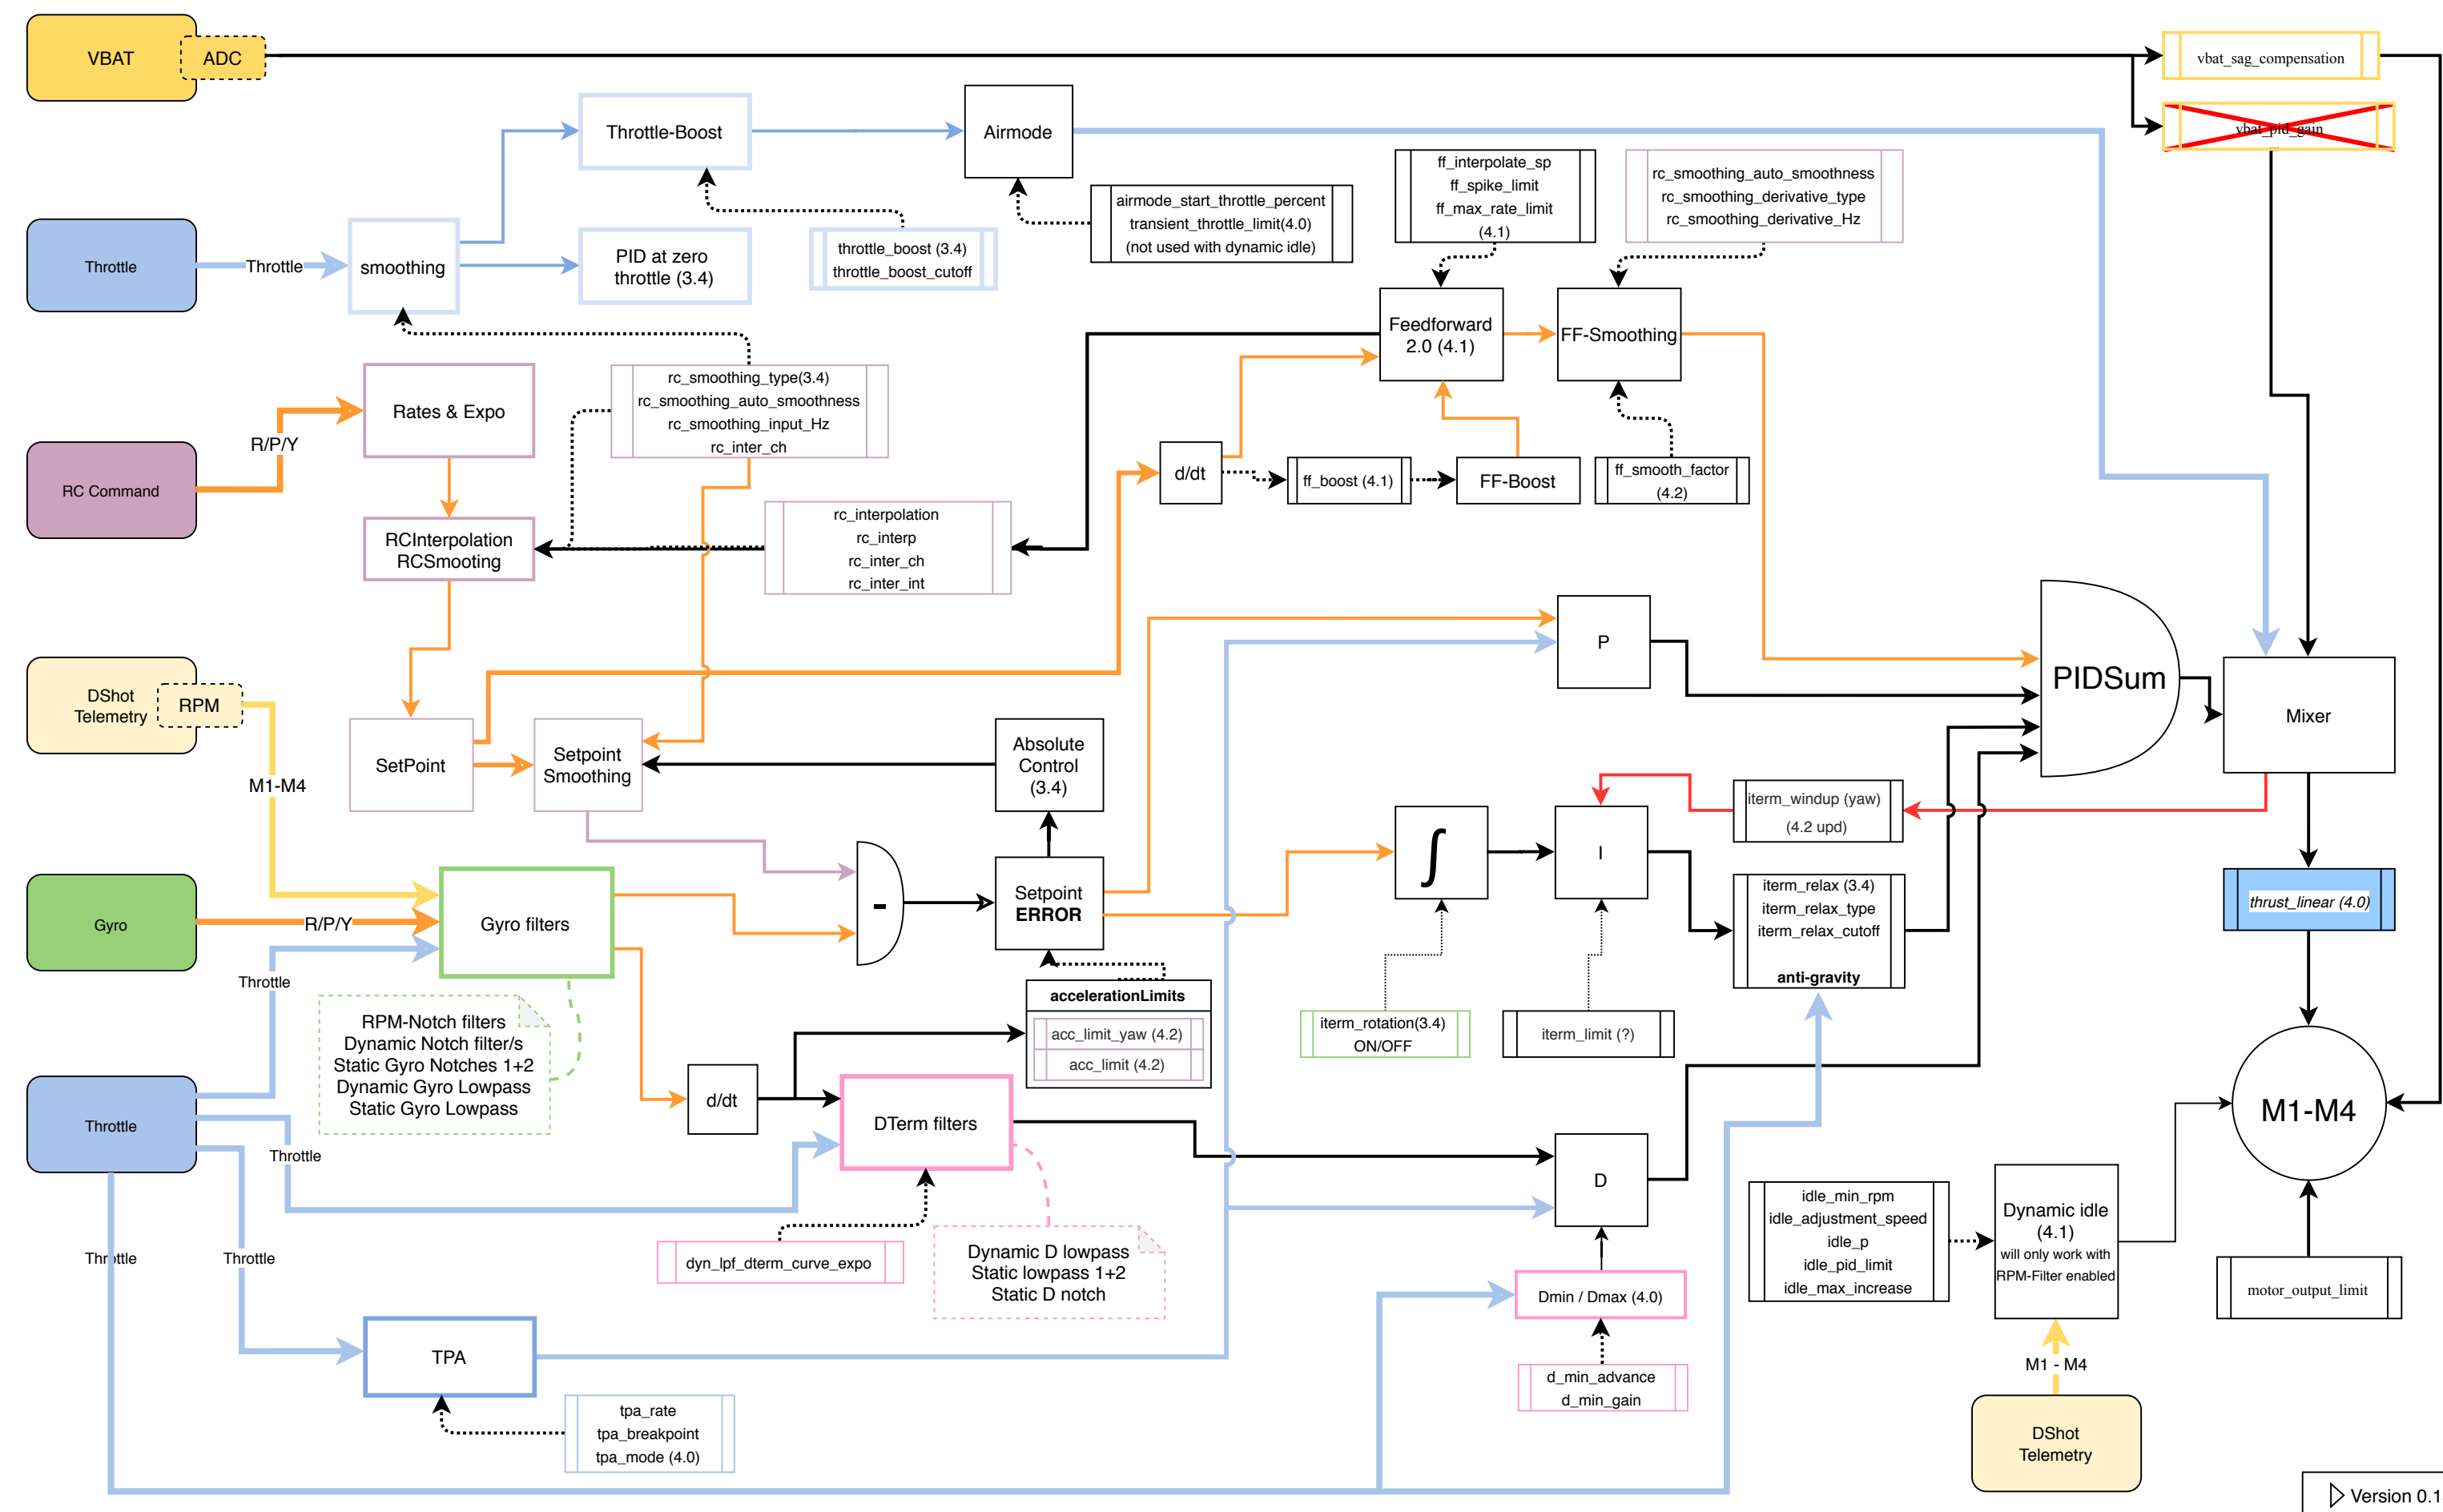 VBAT
ADC
vbat_sag_compensation
vbat_pid_gain
Throttle-Boost
Airmode
ff_interpolate_sp
ff_spike_limit
ff_max_rate_limit
(4.1)
rc_smoothing_auto_smoothness
rc_smoothing_derivative_type
rc_smoothing_derivative_Hz
airmode_start_throttle_percent
transient_throttle_limit(4.0)
(not used with dynamic idle)
Throttle
Throttle
smoothing
PID at zero
throttle (3.4)
throttle_boost (3.4)
throttle_boost_cutoff
Feedforward
2.0 (4.1)
FF-Smoothing
Rates & Expo
rc_smoothing_type(3.4)
rc_smoothing_auto_smoothness
rc_smoothing_input_Hz
rc_inter_ch
R/P/Y
RC Command
d/dt
ff_boost (4.1)
FF-Boost
ff_smooth_factor
(4.2)
RCInterpolation
RCSmooting
rc_interpolation
rc_interp
rc_inter_ch
rc_inter_int
P
PIDSum
Mixer
DShot
Telemetry
RPM
M1-M4
SetPoint
Setpoint
Smoothing
Absolute
Control
(3.4)
iterm_windup (yaw)
(4.2 upd)
∫
I
Gyro
R/P/Y
Gyro filters
-
Setpoint
ERROR
iterm_relax (3.4)
iterm_relax_type
iterm_relax_cutoff
anti-gravity
thrust_linear (4.0)
Throttle
RPM-Notch filters
Dynamic Notch filter/s
Static Gyro Notches 1+2
Dynamic Gyro Lowpass
Static Gyro Lowpass
accelerationLimits
acc_limit_yaw (4.2)
acc_limit (4.2)
iterm_rotation(3.4)
ON/OFF
iterm_limit (?)
Throttle
d/dt
DTerm filters
M1-M4
Throttle
D
Throttle
Throttle
dyn_lpf_dterm_curve_expo
Dynamic D lowpass
Static lowpass 1+2
Static D notch
Dmin / Dmax (4.0)
idle_min_rpm
idle_adjustment_speed
idle_p
idle_pid_limit
idle_max_increase
Dynamic idle
(4.1)
will only work with
RPM-Filter enabled
motor_output_limit
TPA
tpa_rate
tpa_breakpoint
tpa_mode (4.0)
d_min_advance
d_min_gain
M1 - M4
DShot
Telemetry
Version 0.1